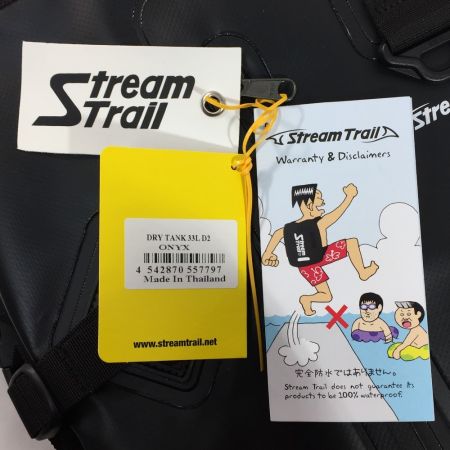 Stream
Trail
DRY TANK 33L D2
ONYX
4 542870 557797
Made In Thailand
www.streamtrail.net
Stream Trail
Warranty & Disclaimers
Stream
Trail
完全防水ではありません。
Stream Trail does not guarantee its
products to be 100% waterproof.
Stre